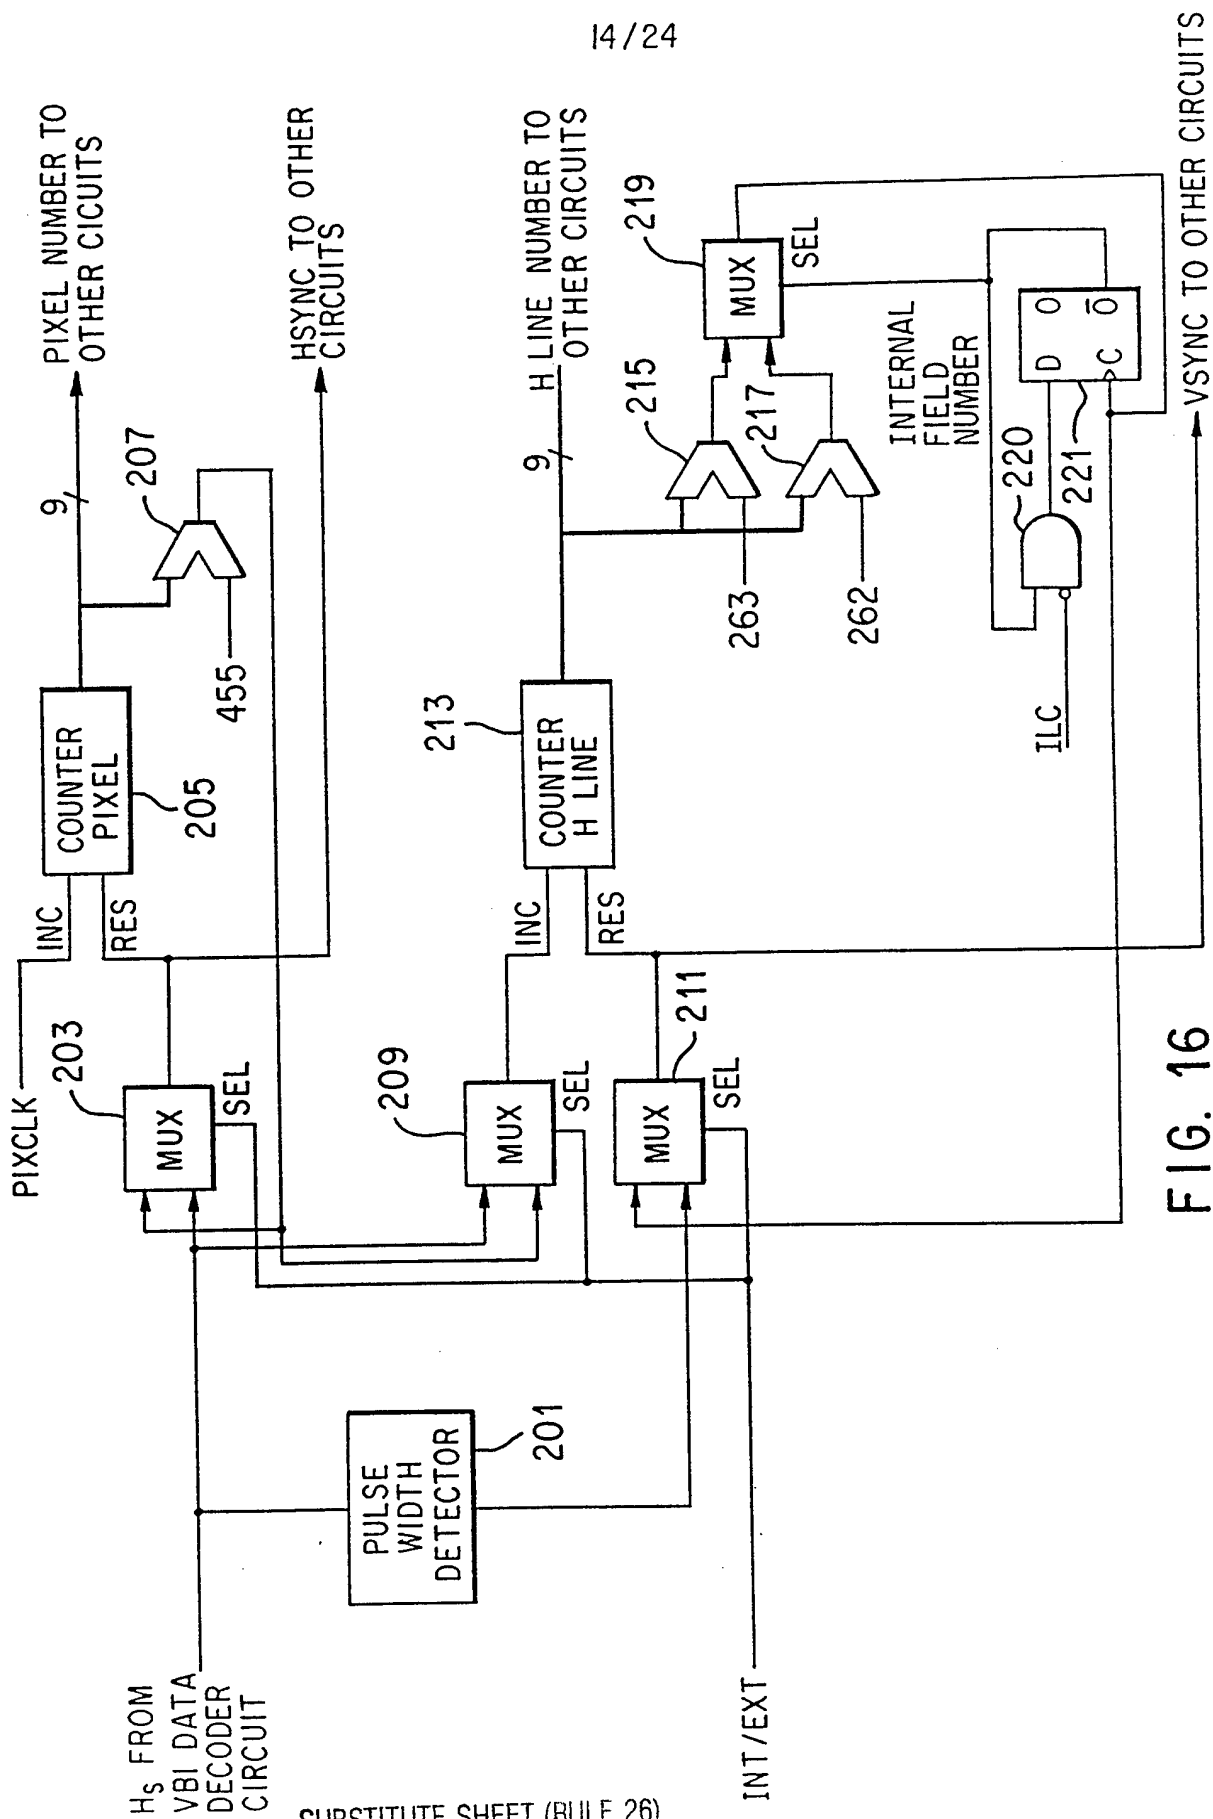 14/24
PIXEL NUMBER TO
OTHER CICUITS
9
207
455
COUNTER
PIXEL
205
INC
RES
PIXCLK
203
MUX
SEL
HSYNC TO OTHER
CIRCUITS
H LINE NUMBER TO
OTHER CIRCUITS
9
215
217
219
MUX
SEL
263
262
INTERNAL
FIELD
NUMBER
220
221
D
O
C
O̅
ILC
213
COUNTER
H LINE
INC
RES
209
MUX
SEL
211
MUX
SEL
VSYNC TO OTHER CIRCUITS
PULSE
WIDTH
DETECTOR
201
HS FROM
VBI DATA
DECODER
CIRCUIT
INT/EXT
FIG. 16
SUBSTITUTE SHEET (RULE 26)